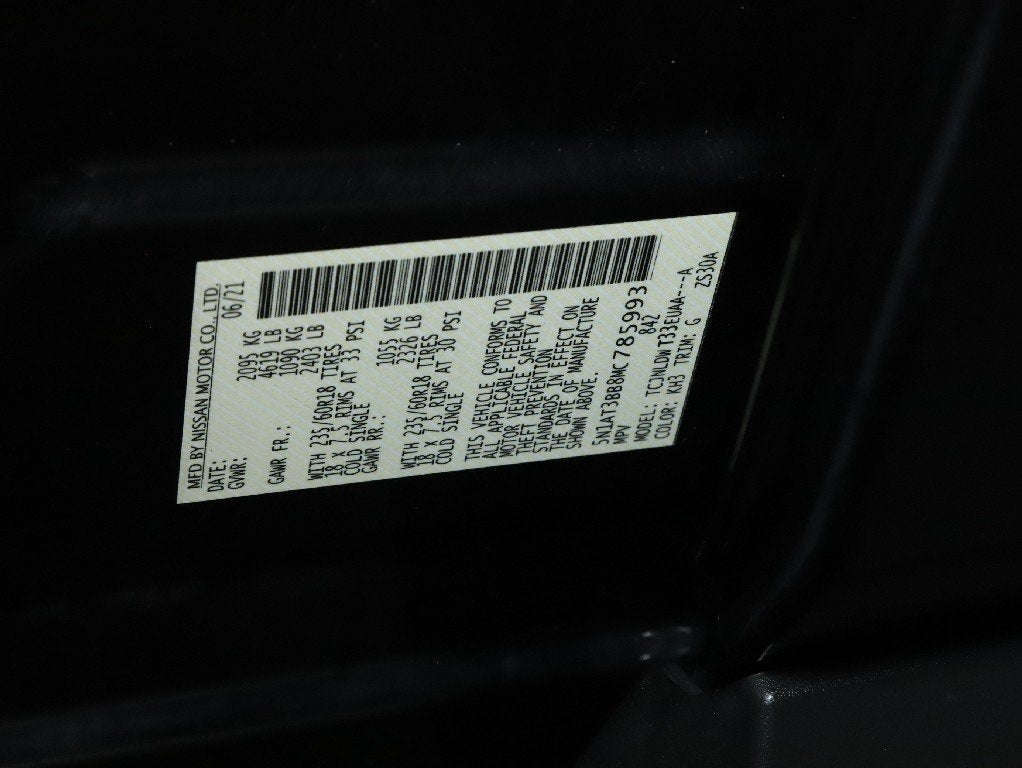 MFD BY NISSAN MOTOR CO., LTD.
DATE: 06/21
GVWR: 2095 KG
4619 LB
GAWR FR.: 1090 KG
2403 LB
WITH 235/60R18 TIRES
18 X 7.5 RIMS AT 33 PSI
COLD SINGLE
GAWR RR.: 1055 KG
2326 LB
WITH 235/60R18 TIRES
18 X 7.5 RIMS AT 30 PSI
COLD SINGLE
THIS VEHICLE CONFORMS TO
ALL APPLICABLE FEDERAL
MOTOR VEHICLE SAFETY AND
THEFT PREVENTION
STANDARDS IN EFFECT ON
THE DATE OF MANUFACTURE
SHOWN ABOVE.
5N1AT3BB8MC785993
MPV 842
MODEL: TCJNLDWT33EUAA---A
COLOR: KH3 TRIM: G ZS30A